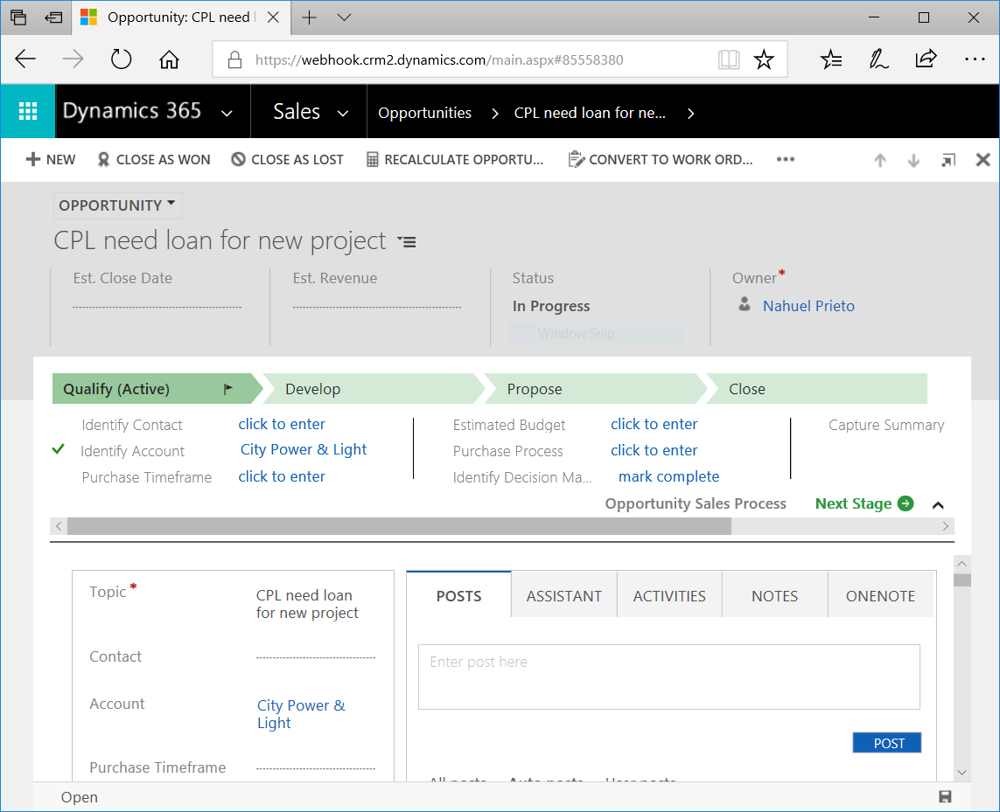 Opportunity: CPL need
https://webhook.crm2.dynamics.com/main.aspx#85558380
Dynamics 365 Sales Opportunities CPL need loan for ne...
NEW CLOSE AS WON CLOSE AS LOST RECALCULATE OPPORTU... CONVERT TO WORK ORD...
OPPORTUNITY
CPL need loan for new project
Est. Close Date Est. Revenue Status Owner*
In Progress Nahuel Prieto
Window Snip
Qualify (Active) Develop Propose Close
Identify Contact click to enter Estimated Budget click to enter Capture Summary
Identify Account City Power & Light Purchase Process click to enter
Purchase Timeframe click to enter Identify Decision Ma... mark complete
Opportunity Sales Process Next Stage
Topic* CPL need loan
for new project
POSTS ASSISTANT ACTIVITIES NOTES ONENOTE
Contact
Enter post here
Account City Power &
Light
POST
Purchase Timeframe
All posts Auto posts User posts
Open